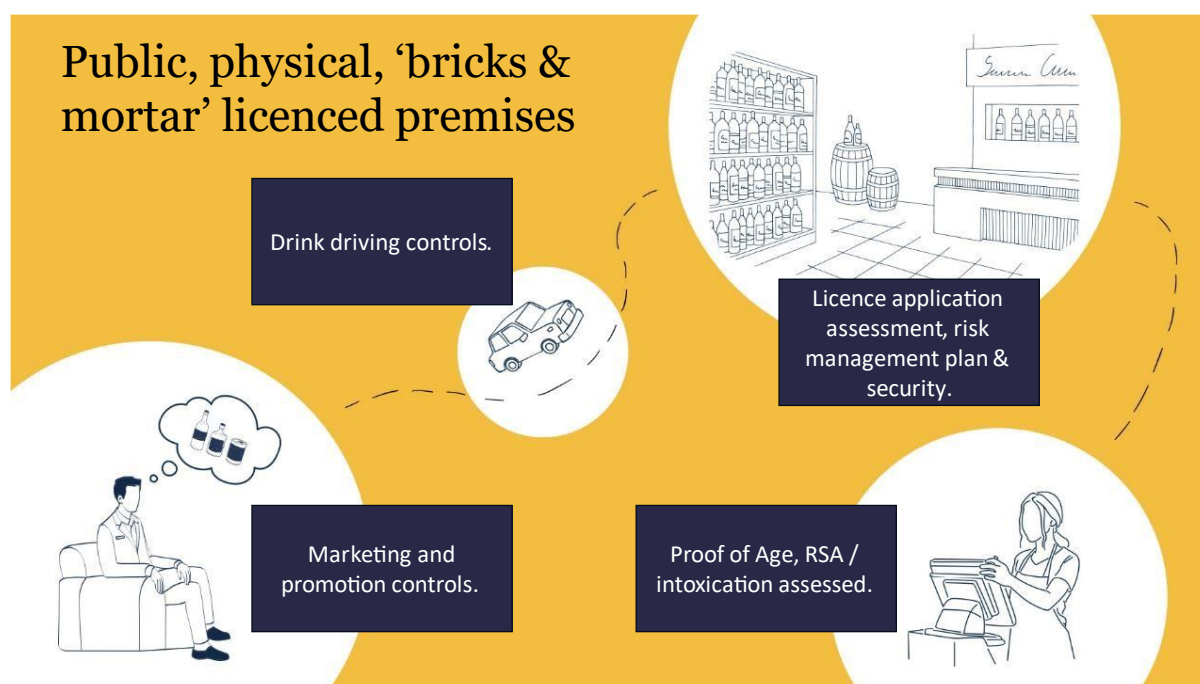 Public, physical, ‘bricks &
mortar’ licenced premises
Drink driving controls.
Licence application
assessment, risk
management plan &
security.
Marketing and
promotion controls.
Proof of Age, RSA /
intoxication assessed.